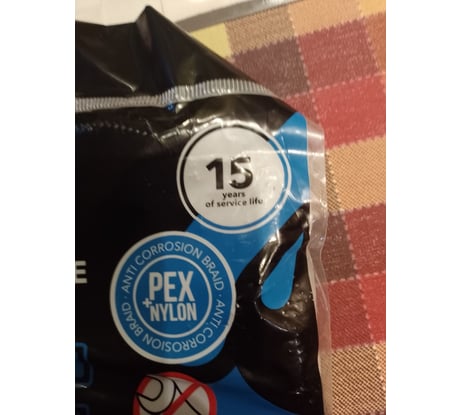 15
years
of service life
E
ANTI CORROSION BRAID · ANTI CORROSION BRAID ·
PEX
+NYLON